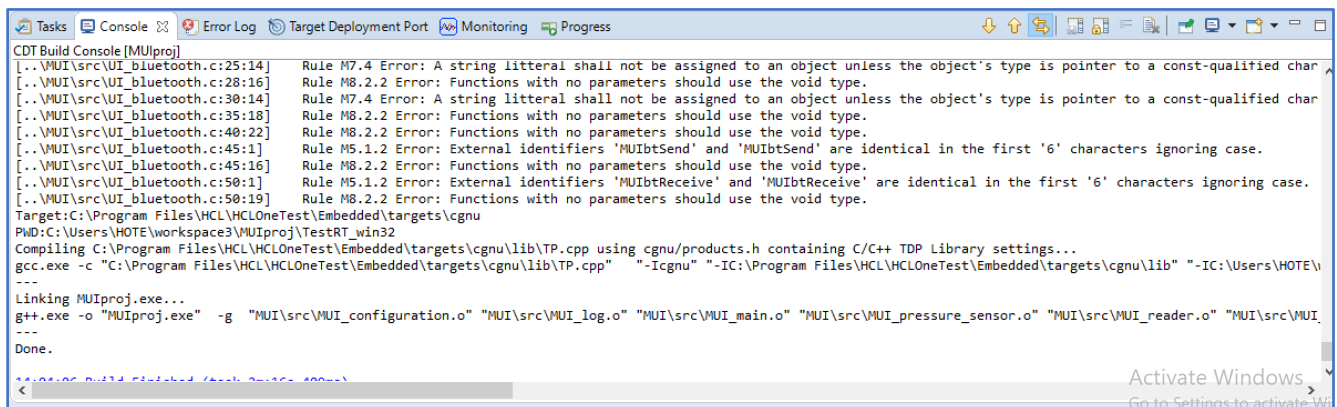 Tasks Console Error Log Target Deployment Port Monitoring Progress
CDT Build Console [MUIproj]
[..\MUI\src\UI_bluetooth.c:25:14] Rule M7.4 Error: A string litteral shall not be assigned to an object unless the object's type is pointer to a const-qualified char
[..\MUI\src\UI_bluetooth.c:28:16] Rule M8.2.2 Error: Functions with no parameters should use the void type.
[..\MUI\src\UI_bluetooth.c:30:14] Rule M7.4 Error: A string litteral shall not be assigned to an object unless the object's type is pointer to a const-qualified char
[..\MUI\src\UI_bluetooth.c:35:18] Rule M8.2.2 Error: Functions with no parameters should use the void type.
[..\MUI\src\UI_bluetooth.c:40:22] Rule M8.2.2 Error: Functions with no parameters should use the void type.
[..\MUI\src\UI_bluetooth.c:45:1] Rule M5.1.2 Error: External identifiers 'MUIbtSend' and 'MUIbtSend' are identical in the first '6' characters ignoring case.
[..\MUI\src\UI_bluetooth.c:45:16] Rule M8.2.2 Error: Functions with no parameters should use the void type.
[..\MUI\src\UI_bluetooth.c:50:1] Rule M5.1.2 Error: External identifiers 'MUIbtReceive' and 'MUIbtReceive' are identical in the first '6' characters ignoring case.
[..\MUI\src\UI_bluetooth.c:50:19] Rule M8.2.2 Error: Functions with no parameters should use the void type.
Target:C:\Program Files\HCL\HCLOneTest\Embedded\targets\cgnu
PWD:C:\Users\HOTE\workspace3\MUIproj\TestRT_win32
Compiling C:\Program Files\HCL\HCLOneTest\Embedded\targets\cgnu\lib\TP.cpp using cgnu/products.h containing C/C++ TDP Library settings...
gcc.exe -c "C:\Program Files\HCL\HCLOneTest\Embedded\targets\cgnu\lib\TP.cpp" "-Icgnu" "-IC:\Program Files\HCL\HCLOneTest\Embedded\targets\cgnu\lib" "-IC:\Users\HOTE\
---
Linking MUIproj.exe...
g++.exe -o "MUIproj.exe" -g "MUI\src\MUI_configuration.o" "MUI\src\MUI_log.o" "MUI\src\MUI_main.o" "MUI\src\MUI_pressure_sensor.o" "MUI\src\MUI_reader.o" "MUI\src\MUI_
---
Done.
Build Finished
Activate Windows
Go to Settings to activate